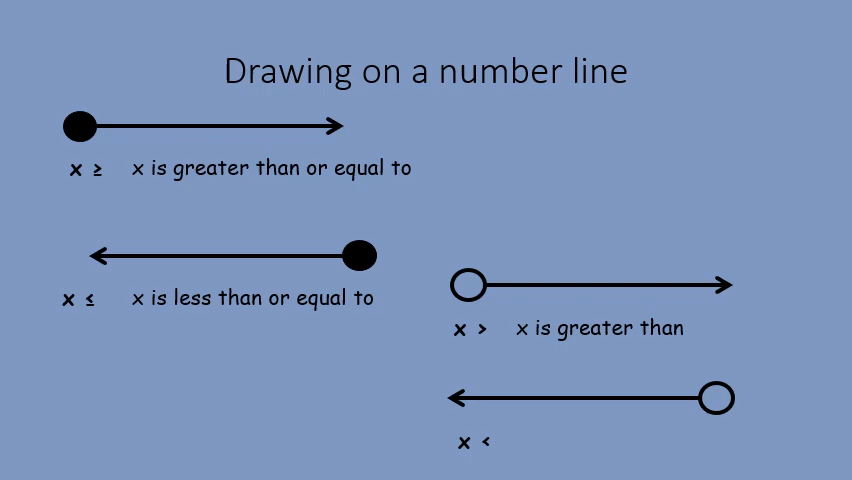 Drawing on a number line
x ≥ x is greater than or equal to
x ≤ x is less than or equal to
x > x is greater than
x <